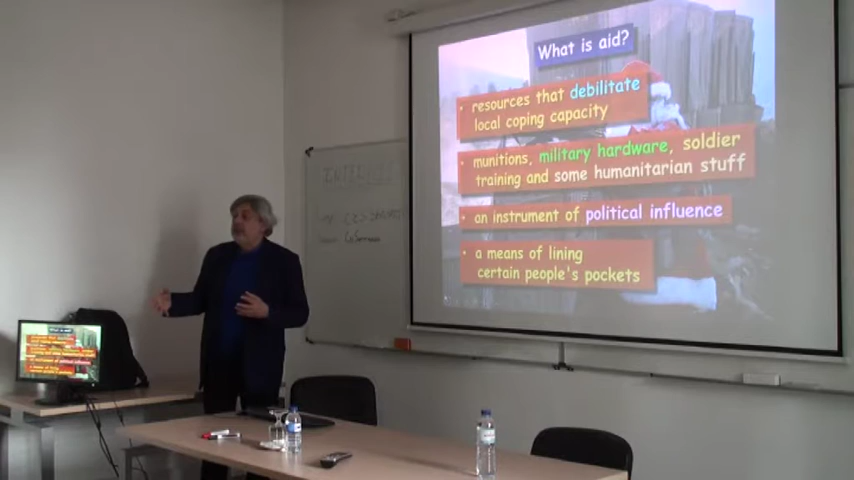 What is aid?
• resources that debilitate
local coping capacity
• munitions, military hardware, soldier
training and some humanitarian stuff
• an instrument of political influence
• a means of lining
certain people's pockets